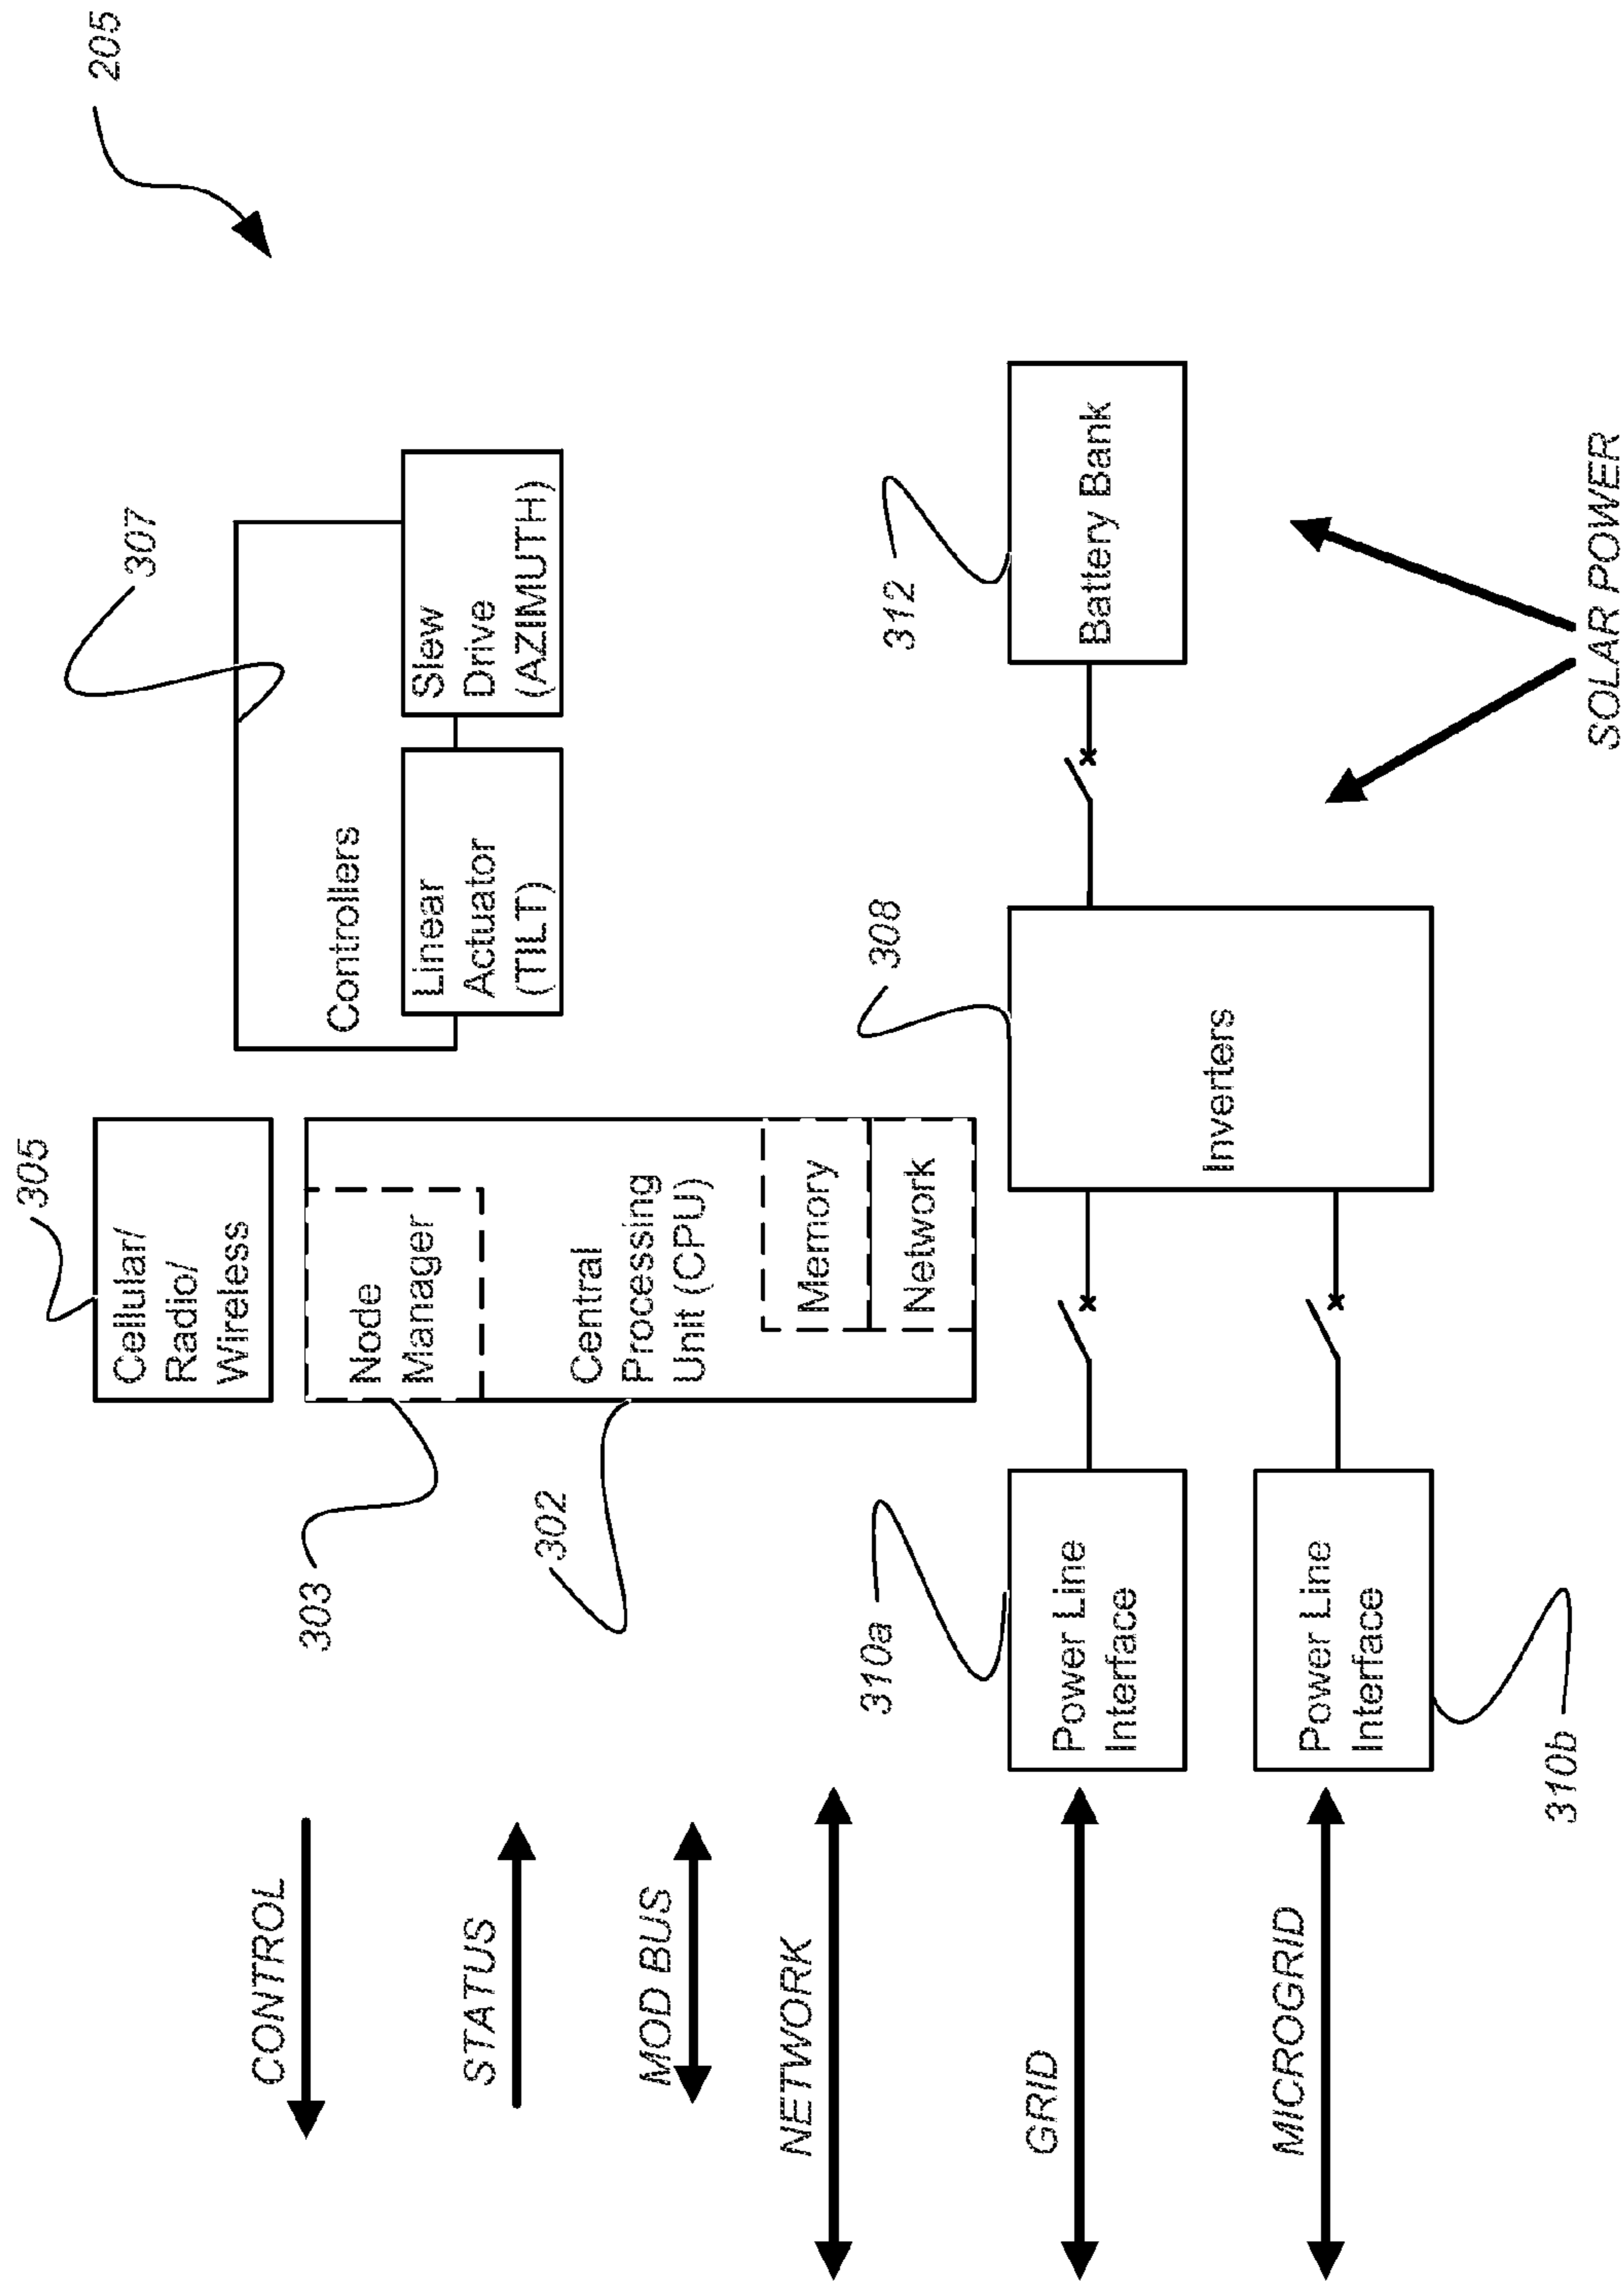 205
305
307
Cellular/
Radio/
Wireless
Controllers
CONTROL
303
Node
Manager
Linear
Actuator
(TILT)
Slew
Drive
(AZIMUTH)
STATUS
302
Central
Processing
Unit (CPU)
MOD BUS
Memory
NETWORK
Network
310a
308
312
GRID
Power Line
Interface
Battery Bank
Inverters
MICROGRID
Power Line
Interface
310b
SOLAR POWER